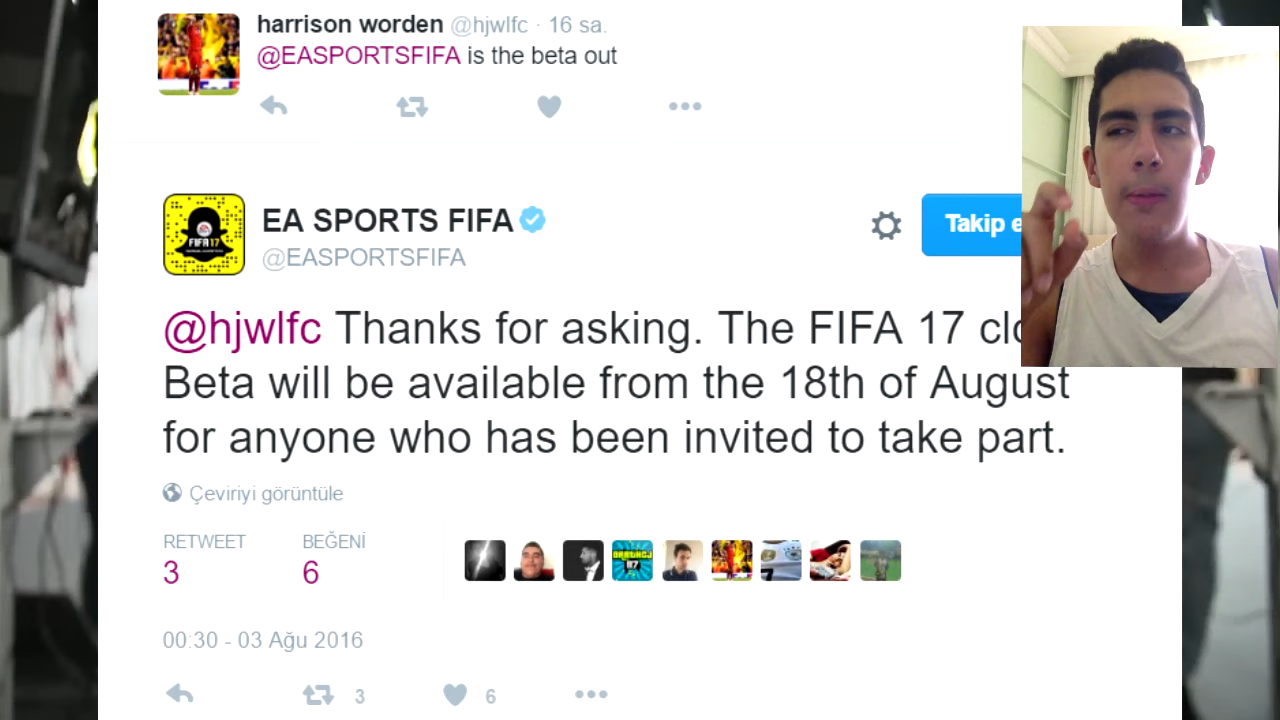 harrison worden @hjwlfc · 16 sa.
@EASPORTSFIFA is the beta out
EA SPORTS FIFA
@EASPORTSFIFA
Takip e
FIFA 17
@hjwlfc Thanks for asking. The FIFA 17 clo
Beta will be available from the 18th of August
for anyone who has been invited to take part.
Çeviriyi görüntüle
RETWEET BEĞENİ
3 6
00:30 - 03 Ağu 2016
3 6